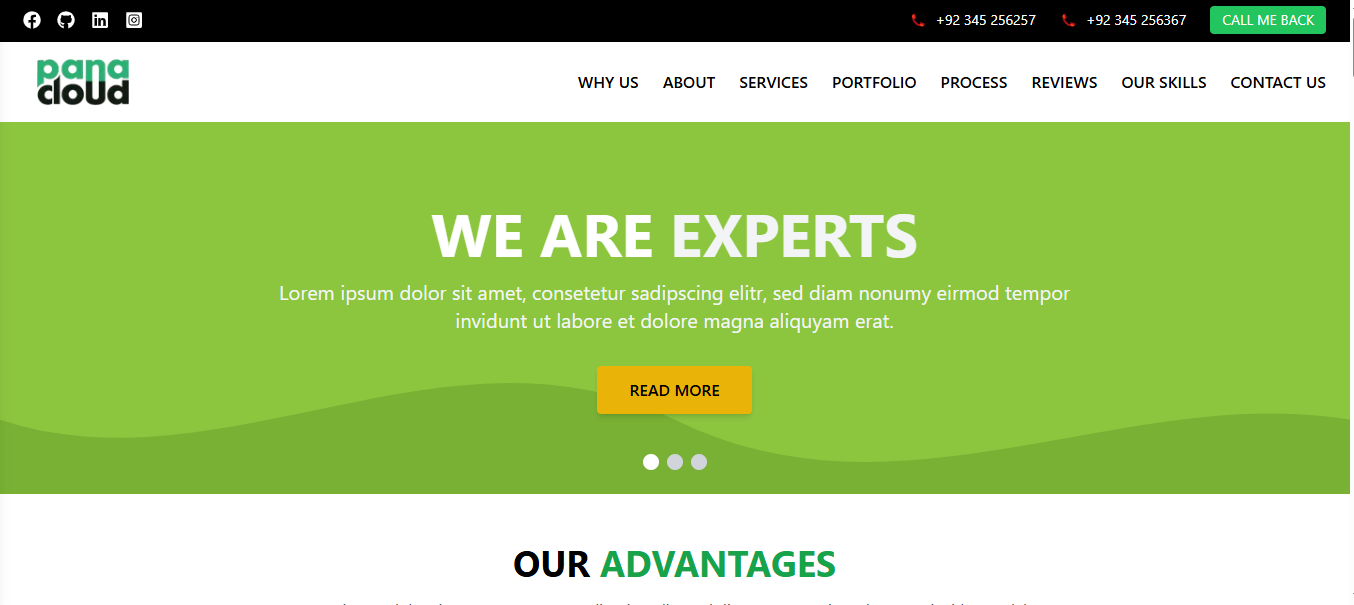 +92 345 256257 +92 345 256367 CALL ME BACK
pana
cloud
WHY US ABOUT SERVICES PORTFOLIO PROCESS REVIEWS OUR SKILLS CONTACT US
WE ARE EXPERTS
Lorem ipsum dolor sit amet, consetetur sadipscing elitr, sed diam nonumy eirmod tempor
invidunt ut labore et dolore magna aliquyam erat.
READ MORE
OUR ADVANTAGES